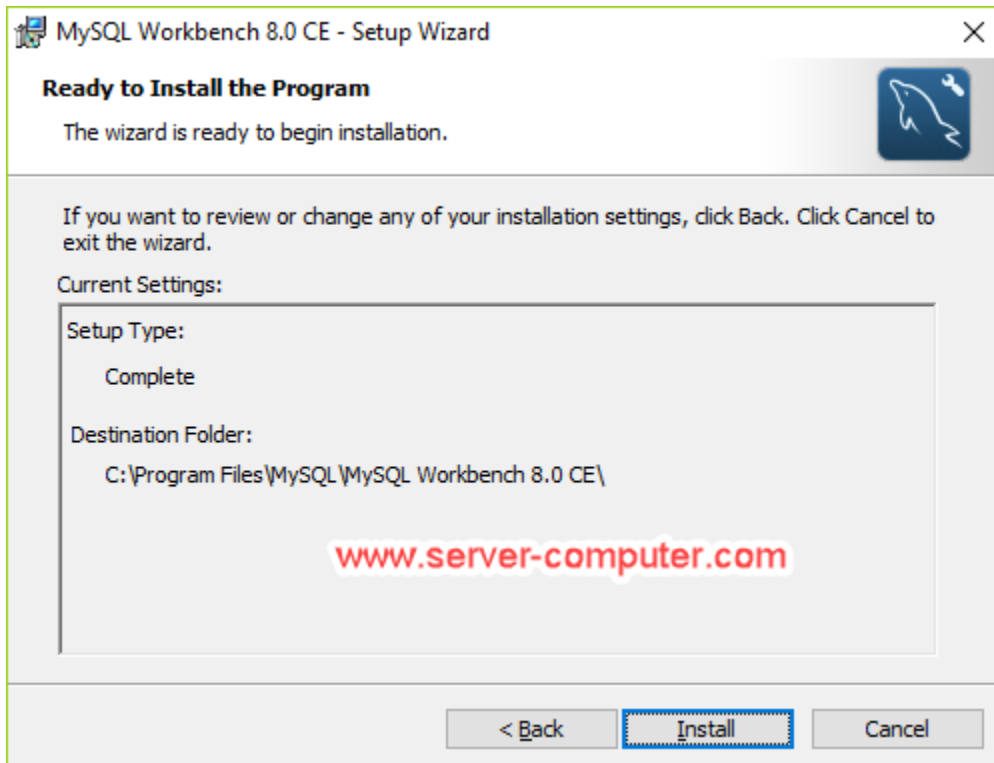 MySQL Workbench 8.0 CE - Setup Wizard
Ready to Install the Program
The wizard is ready to begin installation.
If you want to review or change any of your installation settings, click Back. Click Cancel to
exit the wizard.
Current Settings:
Setup Type:
Complete
Destination Folder:
C:\Program Files\MySQL\MySQL Workbench 8.0 CE\
www.server-computer.com
< Back
Install
Cancel